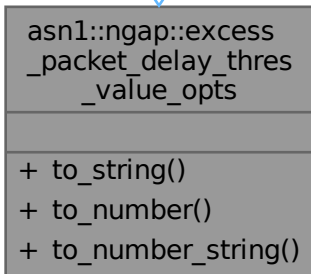 asn1::ngap::excess
_packet_delay_thres
_value_opts
+ to_string()
+ to_number()
+ to_number_string()